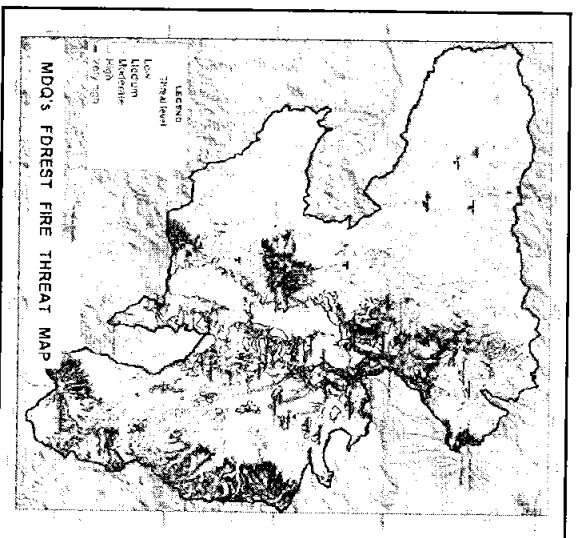 MDQ's FOREST FIRE THREAT MAP
LEGEND
Threat level
Low
Medium
Moderate
High
Very High